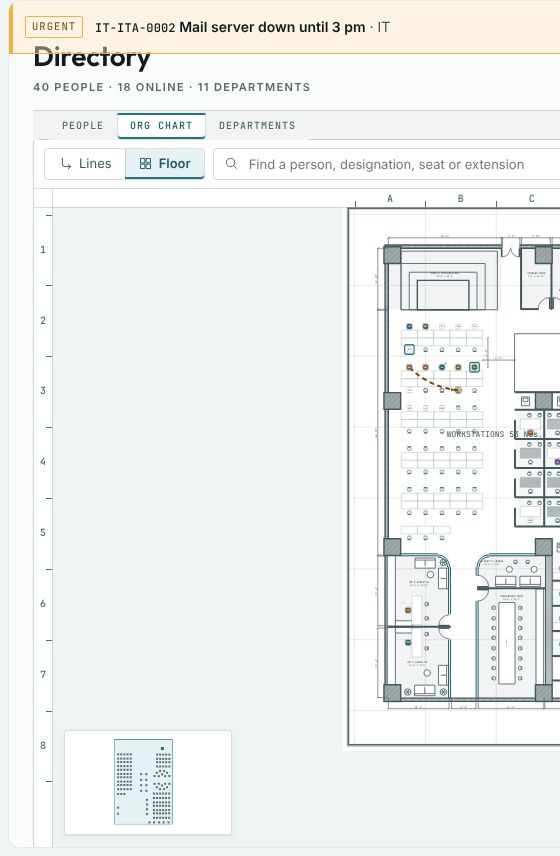 URGENT IT-ITA-0002 Mail server down until 3 pm · IT
Directory
40 PEOPLE · 18 ONLINE · 11 DEPARTMENTS
PEOPLE ORG CHART DEPARTMENTS
Lines Floor Find a person, designation, seat or extension
A B C
1
2
3
4
WORKSTATIONS 56 Nos.
5
6
7
8